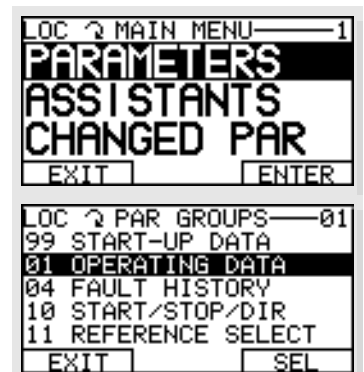 LOC MAIN MENU 1
PARAMETERS
ASSISTANTS
CHANGED PAR
EXIT ENTER
LOC PAR GROUPS 01
99 START-UP DATA
01 OPERATING DATA
04 FAULT HISTORY
10 START/STOP/DIR
11 REFERENCE SELECT
EXIT SEL